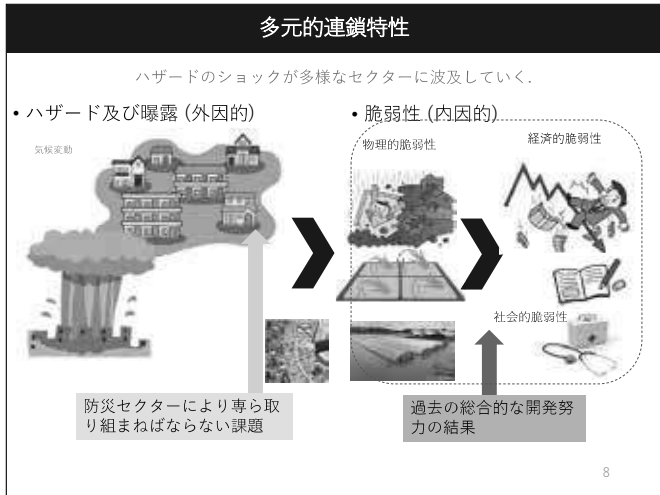 多元的連鎖特性
ハザードのショックが多様なセクターに波及していく.
• ハザード及び曝露 (外因的)
• 脆弱性 (内因的)
気候変動
物理的脆弱性
経済的脆弱性
社会的脆弱性
防災セクターにより専ら取
り組まねばならない課題
過去の総合的な開発努
力の結果
8